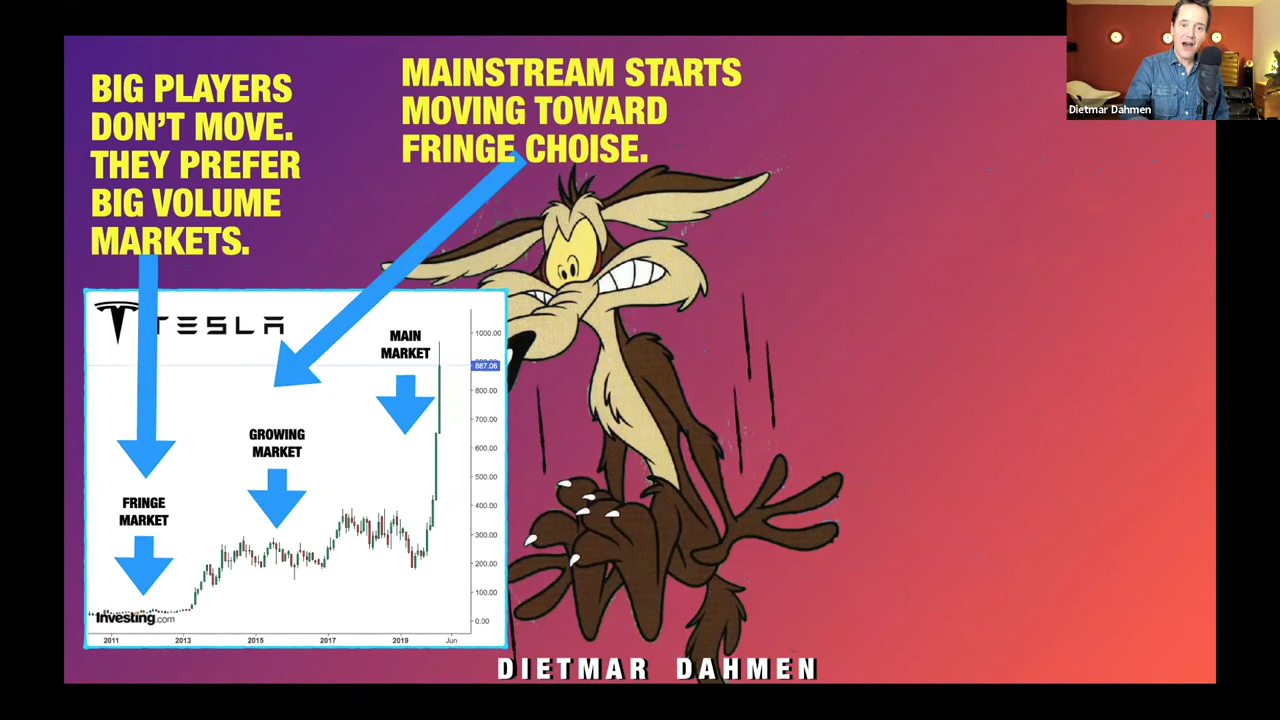 BIG PLAYERS
DON'T MOVE.
THEY PREFER
BIG VOLUME
MARKETS.
MAINSTREAM STARTS
MOVING TOWARD
FRINGE CHOISE.
Dietmar Dahmen
TESLA
MAIN
MARKET
GROWING
MARKET
FRINGE
MARKET
1000.00
887.06
800.00
700.00
600.00
500.00
400.00
300.00
200.00
100.00
0.00
Investing.com
2011 2013 2015 2017 2019 Jun
DIETMAR DAHMEN